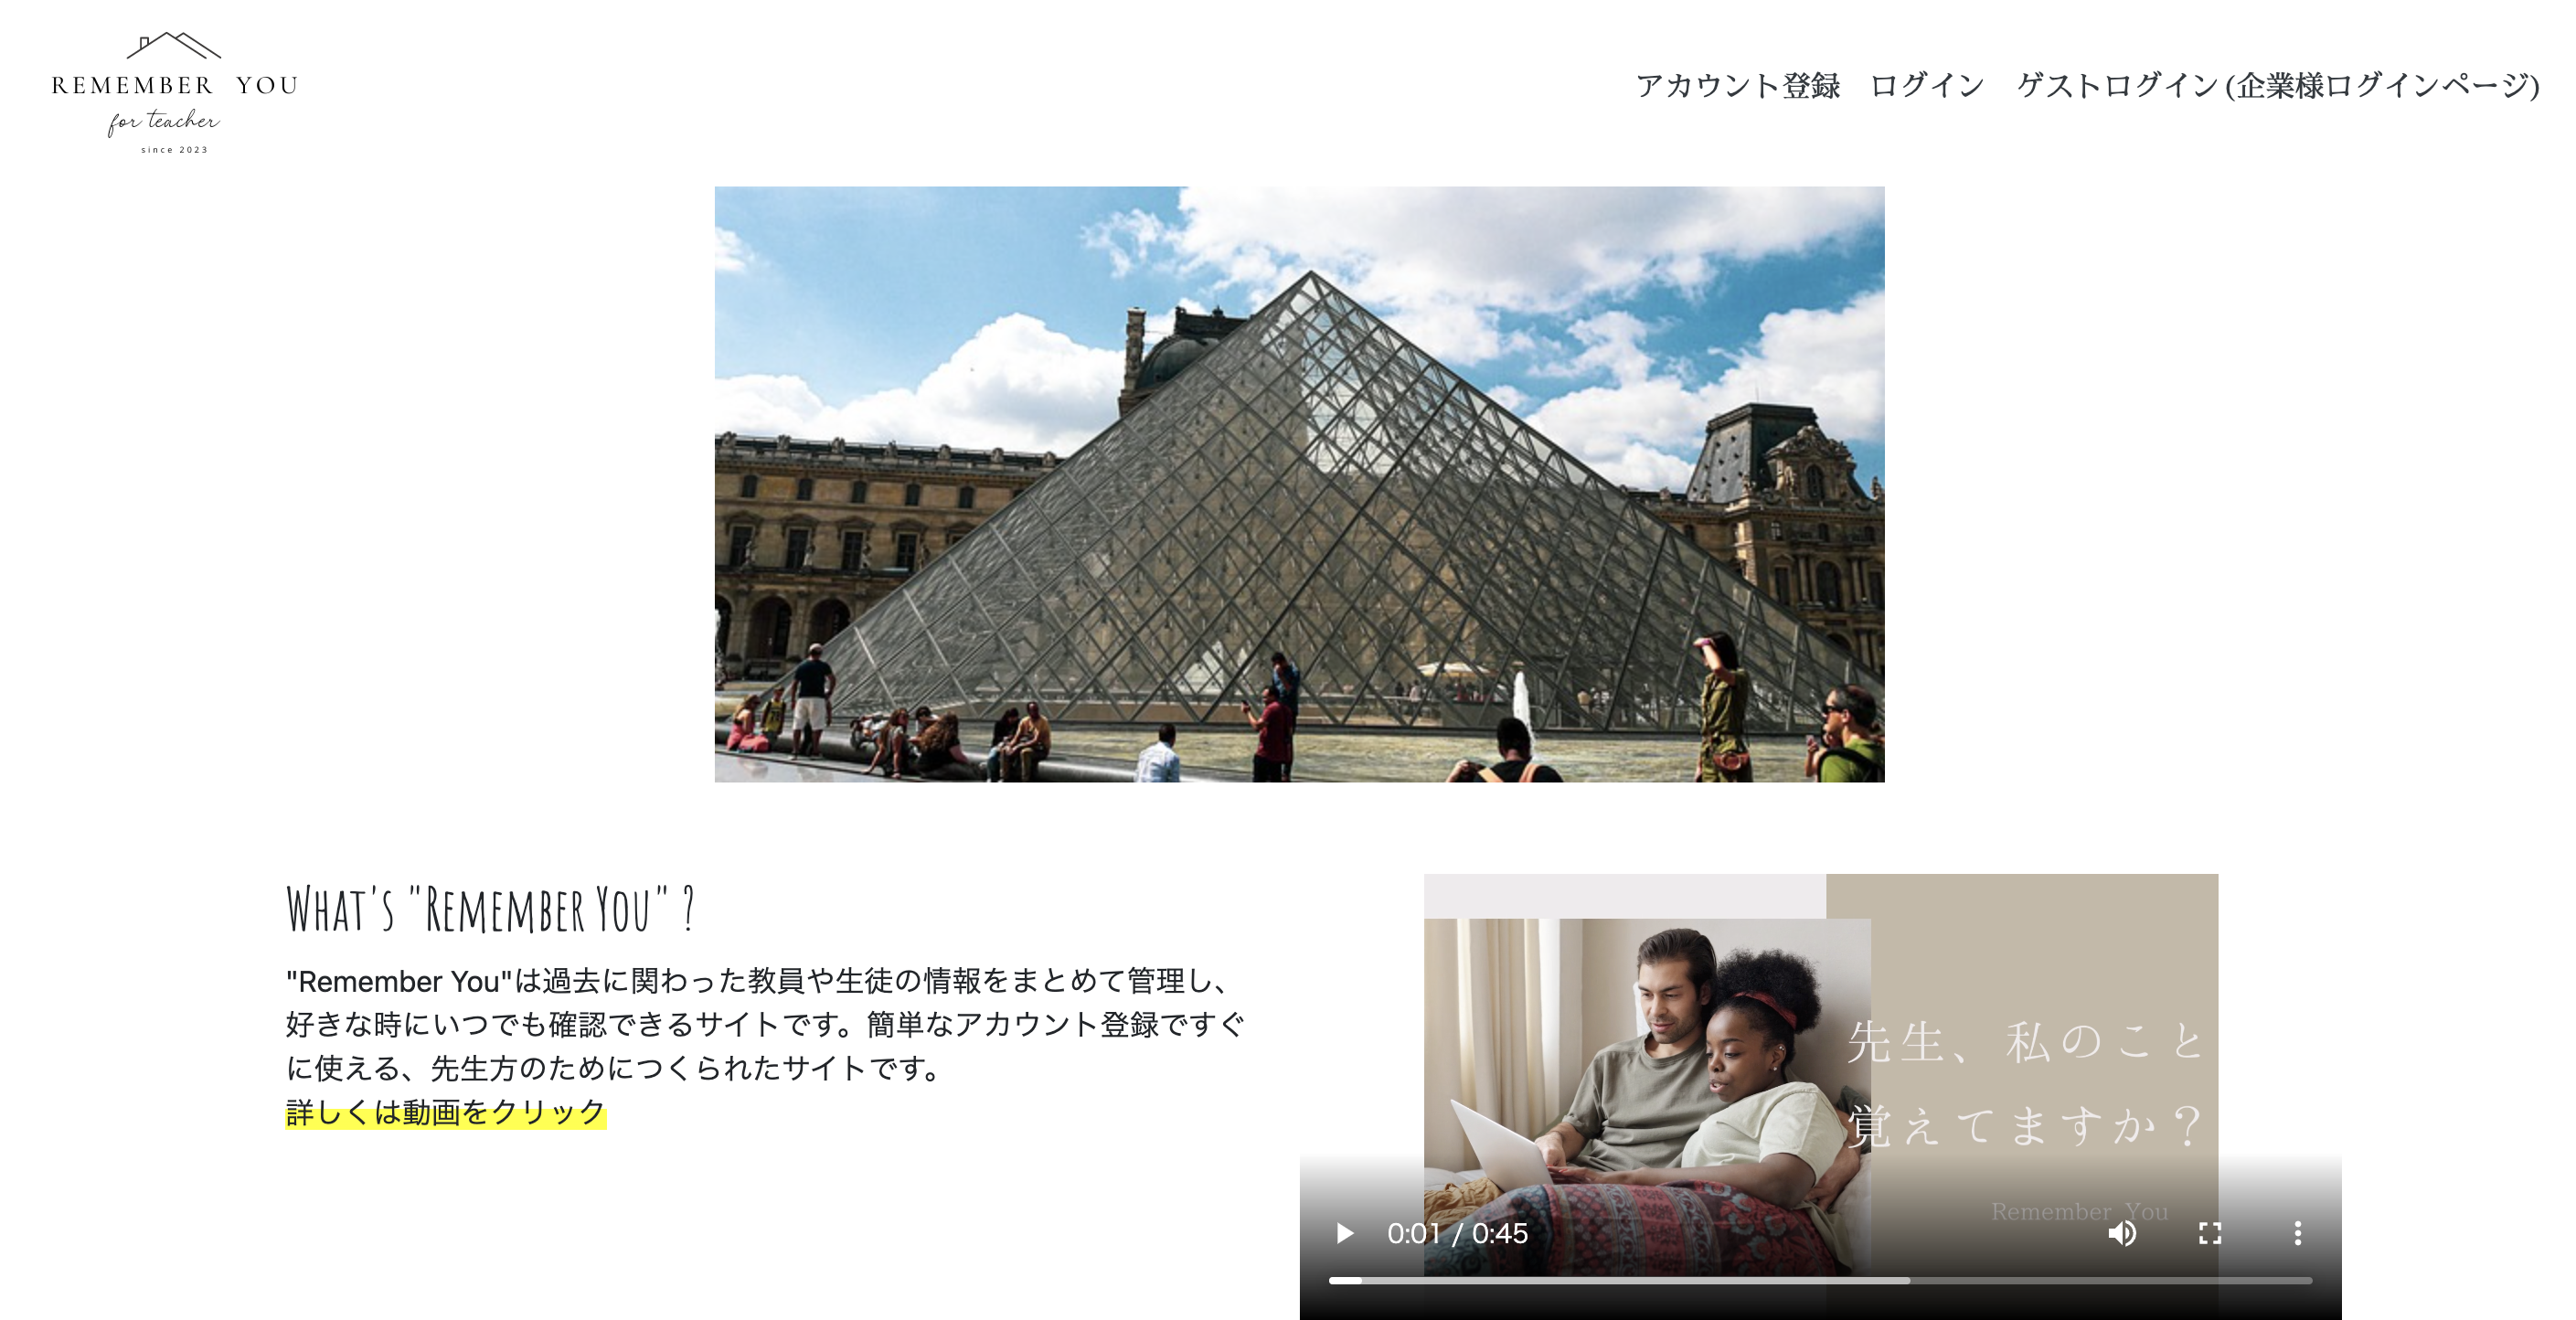 REMEMBER YOU
for teacher
since 2023
アカウント登録 ログイン ゲストログイン(企業様ログインページ)
What's "Remember You" ?
"Remember You"は過去に関わった教員や生徒の情報をまとめて管理し、
好きな時にいつでも確認できるサイトです。簡単なアカウント登録ですぐ
に使える、先生方のためにつくられたサイトです。
詳しくは動画をクリック
先生、私のこと
覚えてますか？
Remember You
0:01 / 0:45